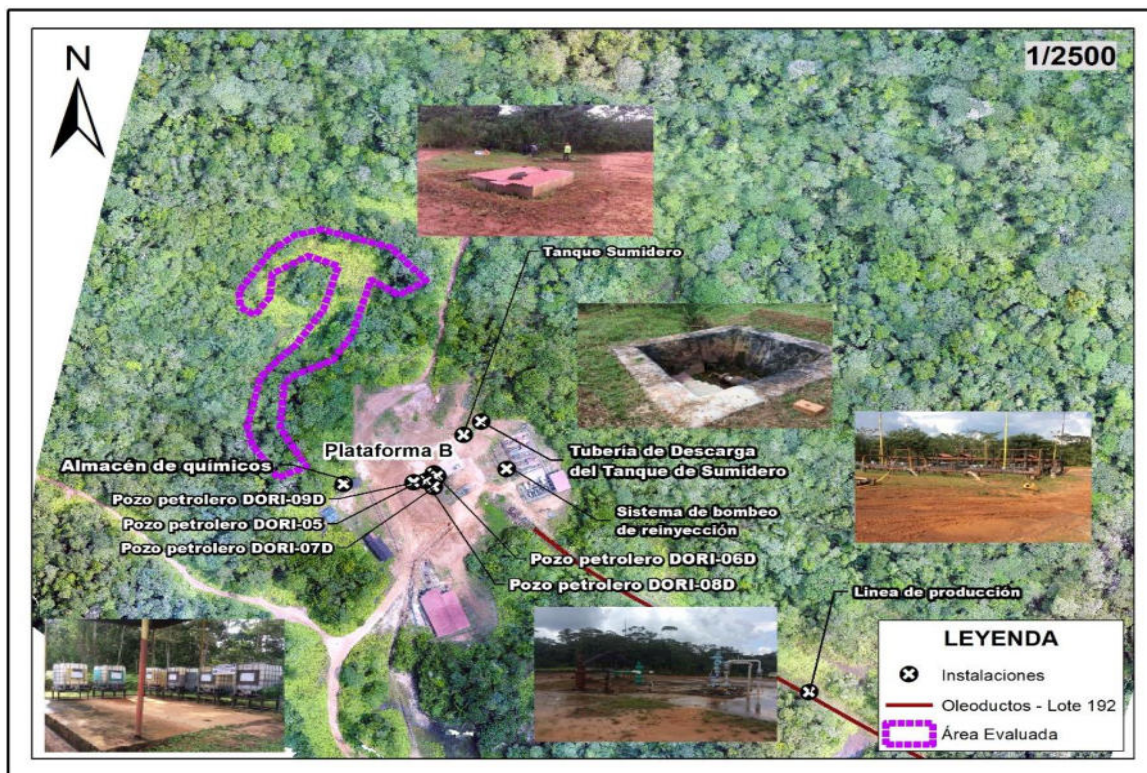 N
1/2500
Tanque Sumidero
Plataforma B
Almacén de químicos
Tubería de Descarga
del Tanque de Sumidero
Pozo petrolero DORI-09D
Pozo petrolero DORI-05
Pozo petrolero DORI-07D
Sistema de bombeo
de reinyección
Pozo petrolero DORI-06D
Pozo petrolero DORI-08D
Linea de producción
LEYENDA
Instalaciones
Oleoductos - Lote 192
Área Evaluada